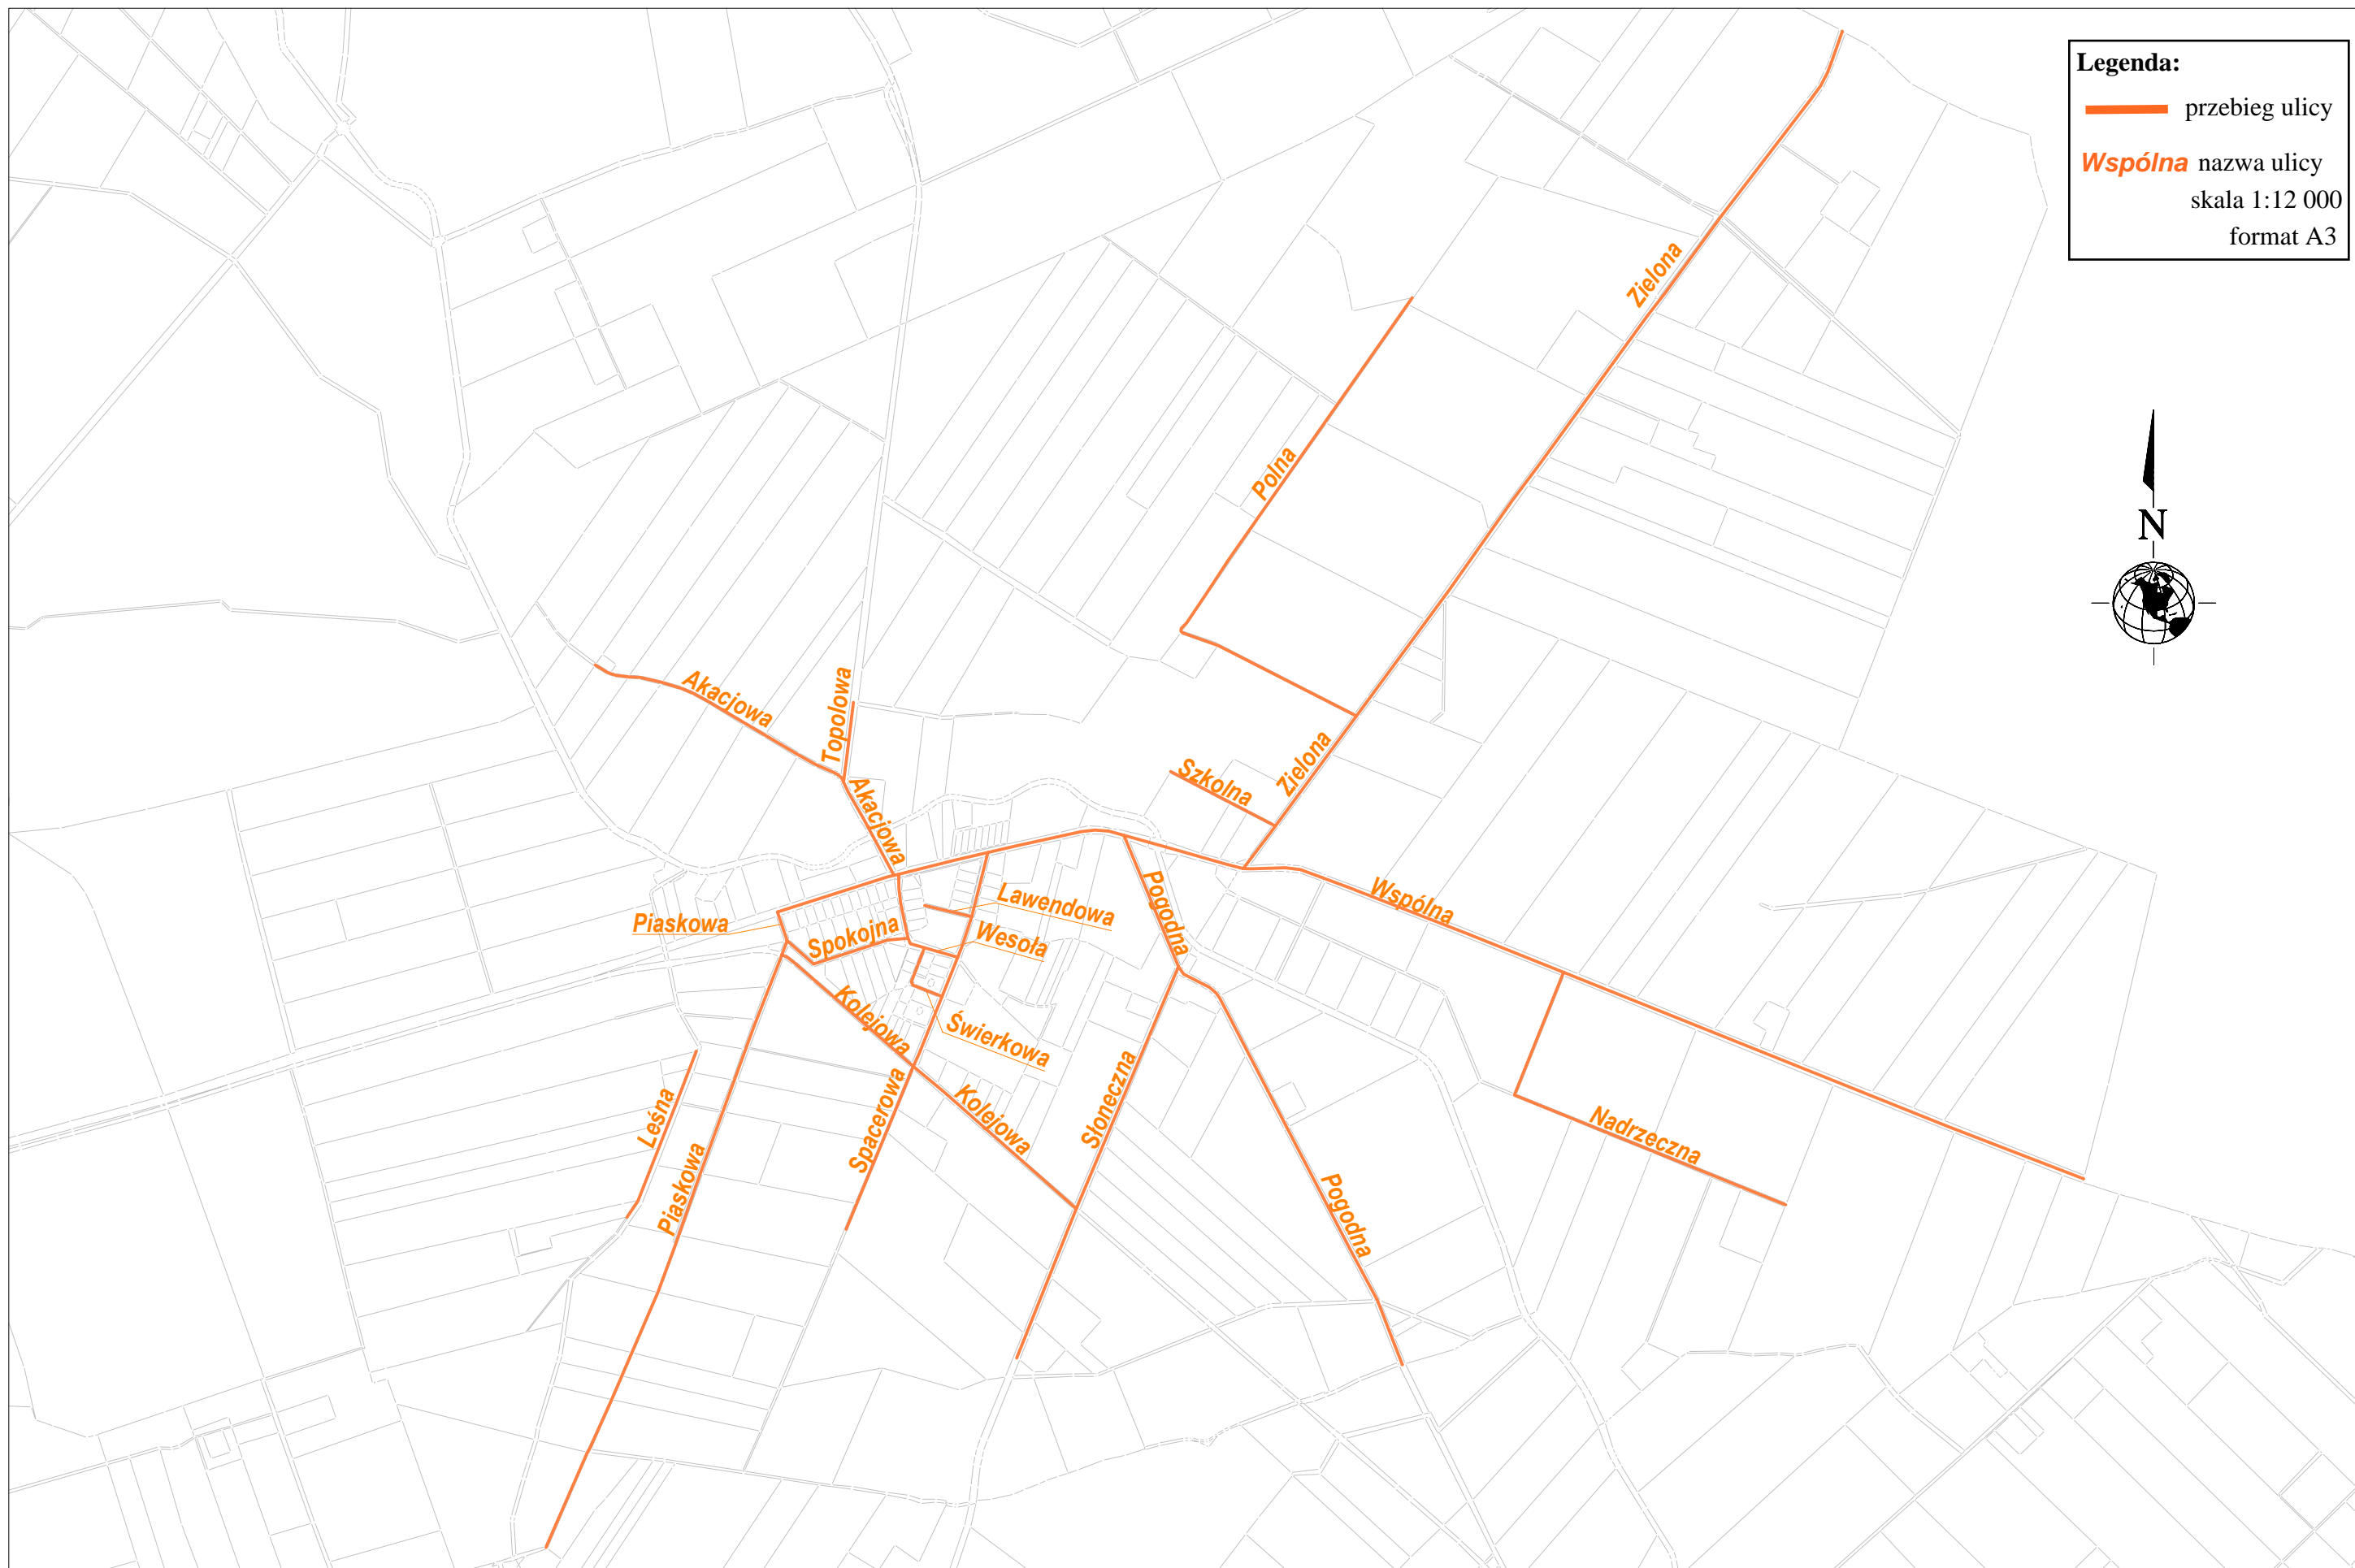 Legenda:
przebieg ulicy
Wspólna nazwa ulicy
skala 1:12 000
format A3
N
Zielona
Polna
Akacjowa
Topolowa
Zielona
Szkolna
Akacjowa
Wspólna
Lawendowa
Piaskowa
Spokojna
Wesoła
Pogodna
Kolejowa
Świerkowa
Słoneczna
Leśna
Spacerowa
Kolejowa
Nadrzeczna
Piaskowa
Pogodna